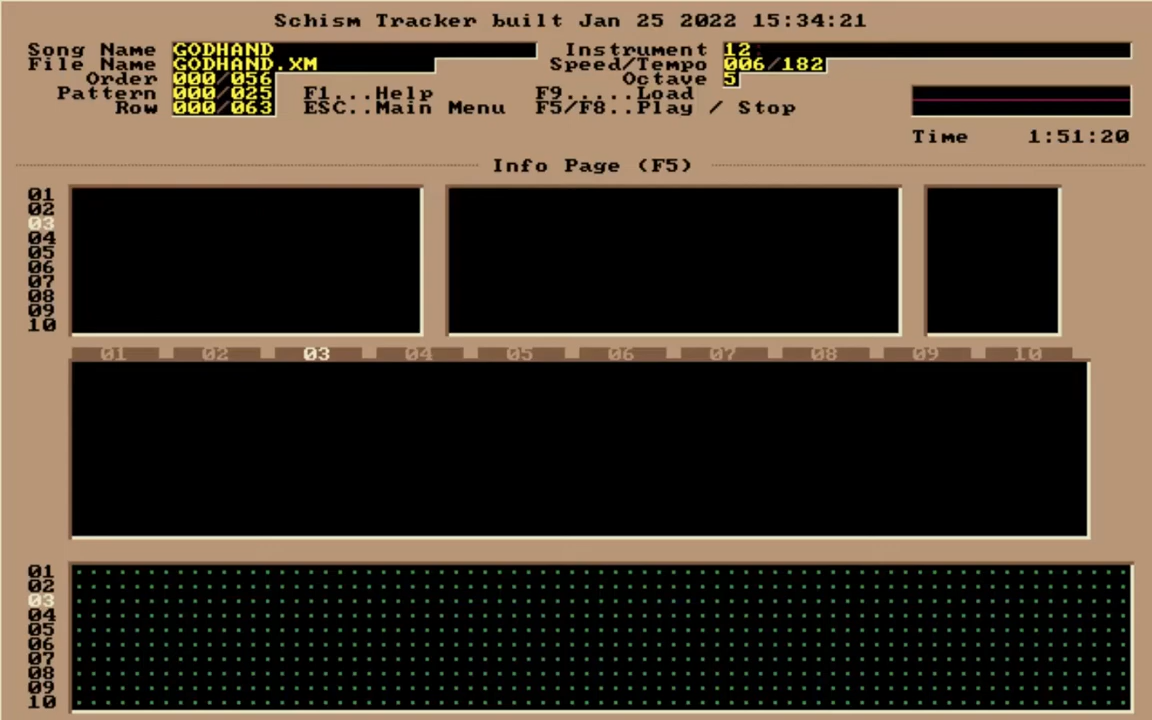 Schism Tracker built Jan 25 2022 15:34:21
Song Name GODHAND Instrument 12
File Name GODHAND.XM Speed/Tempo 006/182
Order 000/056 Octave 5
Pattern 000/025 F1...Help F9.....Load
Row 000/063 ESC..Main Menu F5/F8..Play / Stop
Time 1:51:20
Info Page (F5)
01
02
03
04
05
06
07
08
09
10
01 02 03 04 05 06 07 08 09 10
01
02
03
04
05
06
07
08
09
10